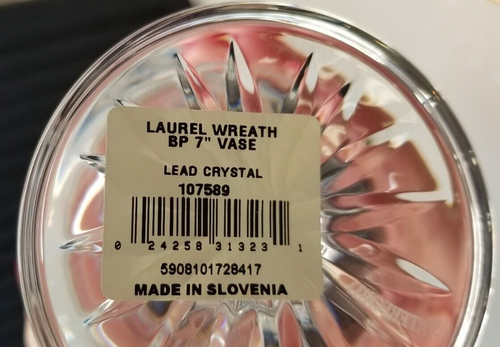 LAUREL WREATH
BP 7" VASE
LEAD CRYSTAL
107589
0 24258 31323 1
5908101728417
MADE IN SLOVENIA